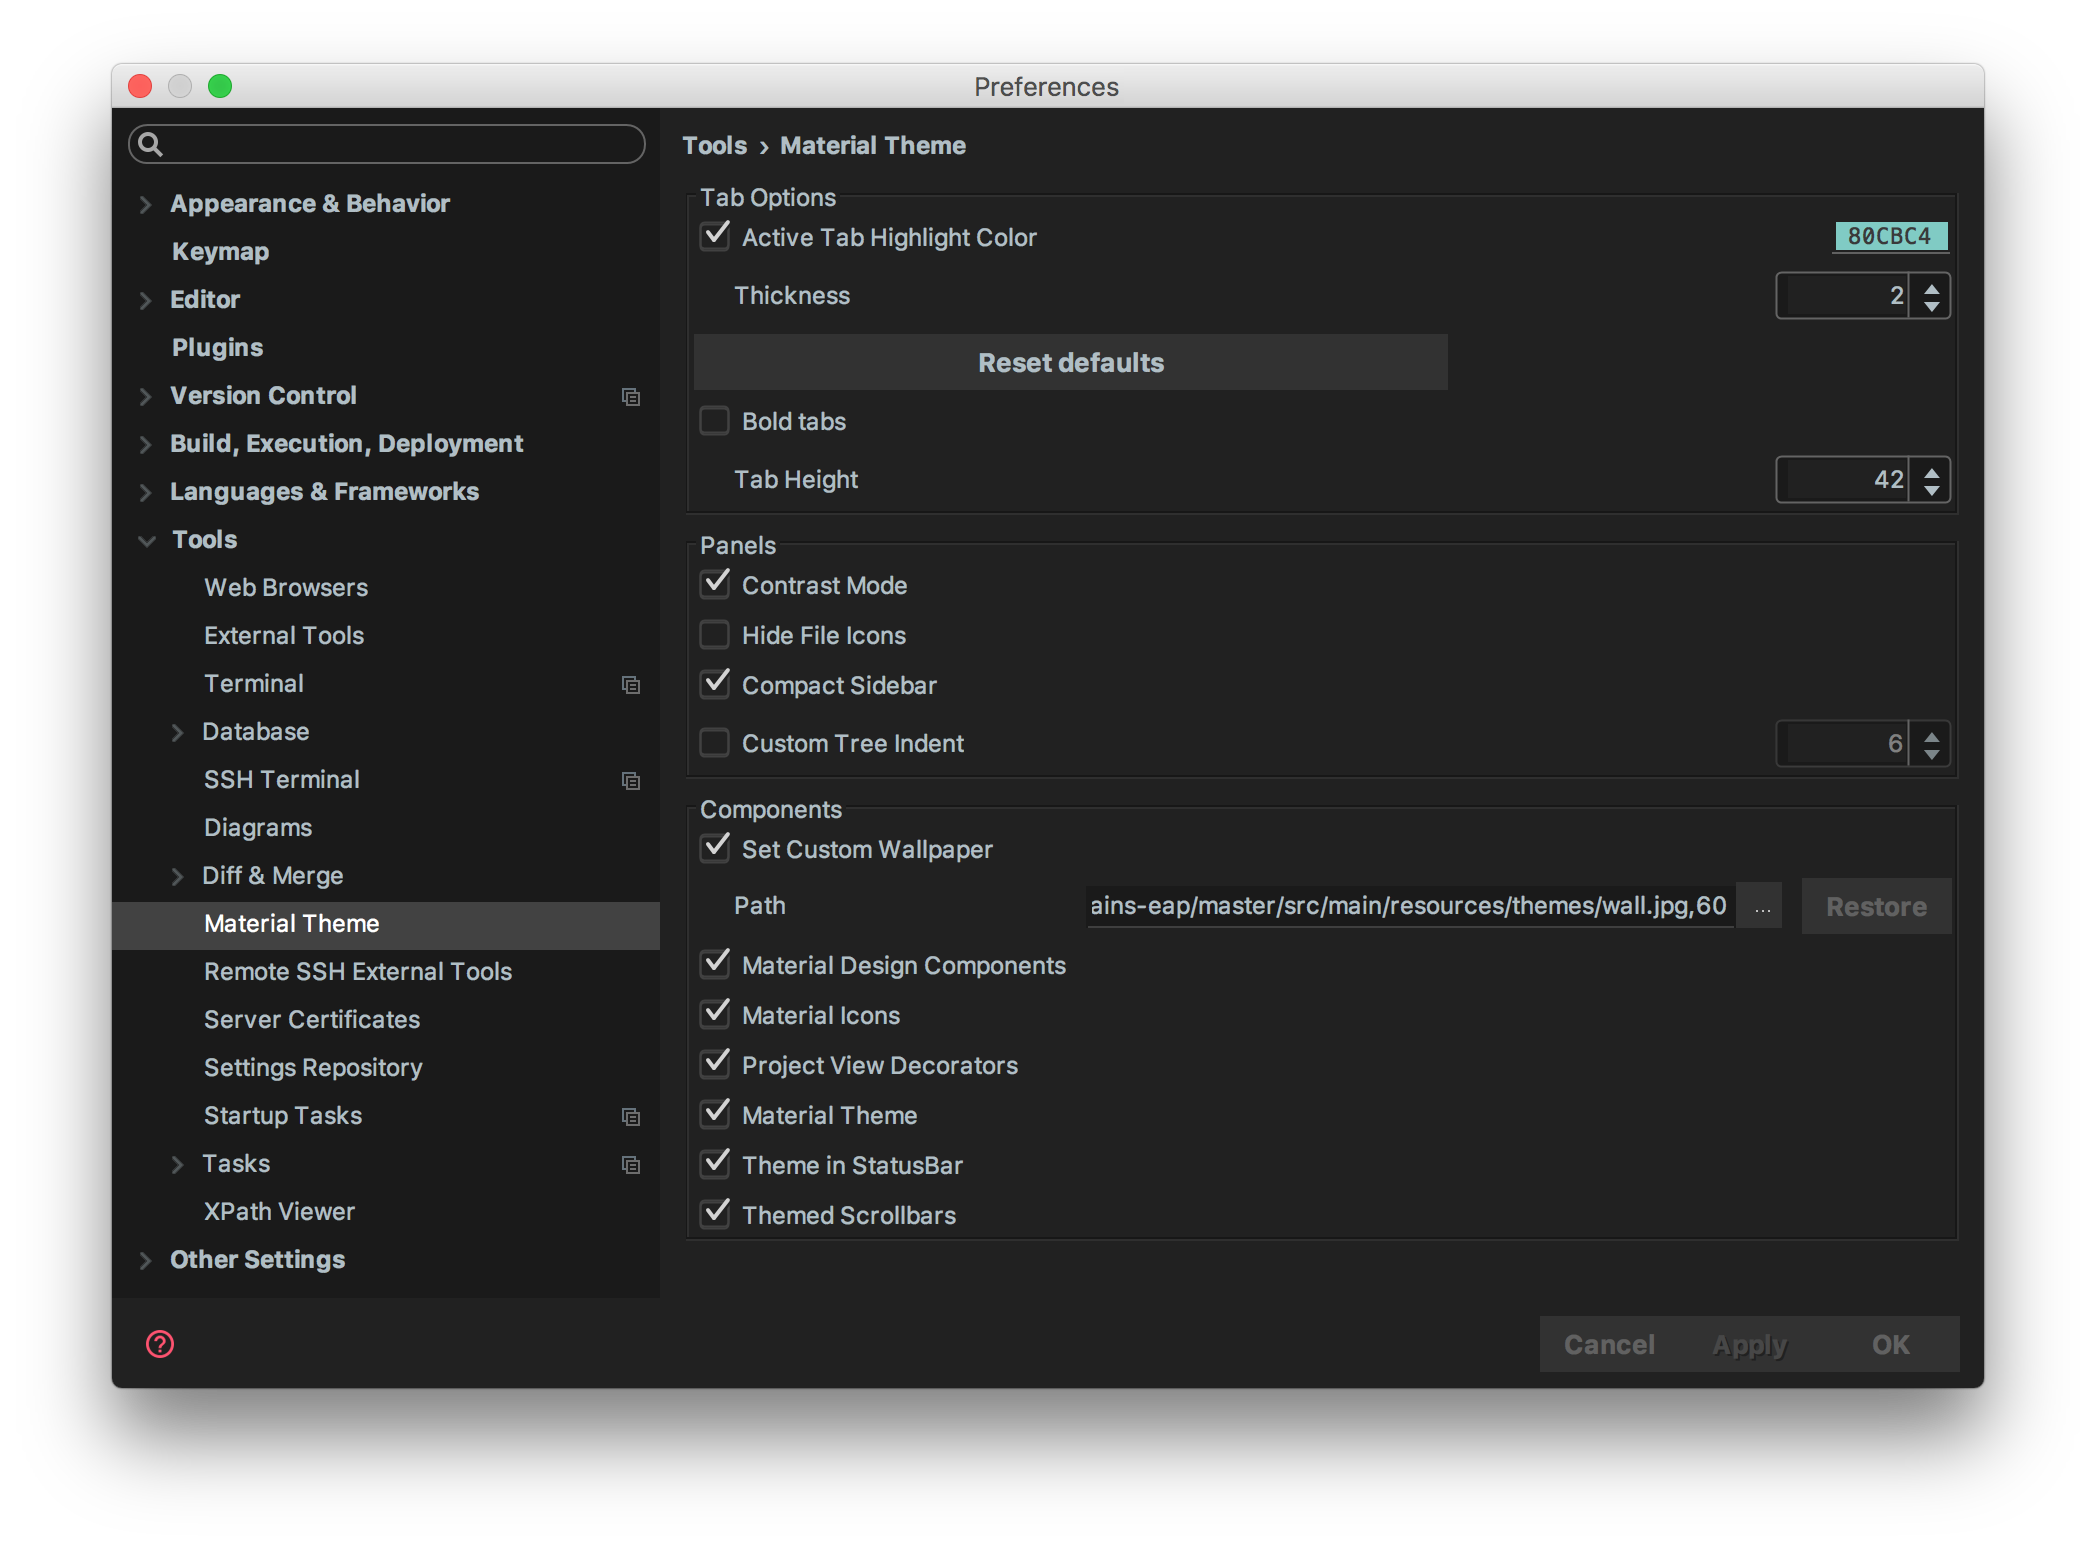 Preferences
Appearance & Behavior
Keymap
Editor
Plugins
Version Control
Build, Execution, Deployment
Languages & Frameworks
Tools
Web Browsers
External Tools
Terminal
Database
SSH Terminal
Diagrams
Diff & Merge
Material Theme
Remote SSH External Tools
Server Certificates
Settings Repository
Startup Tasks
Tasks
XPath Viewer
Other Settings
?
Tools › Material Theme
Tab Options
Active Tab Highlight Color 80CBC4
Thickness 2
Reset defaults
Bold tabs
Tab Height 42
Panels
Contrast Mode
Hide File Icons
Compact Sidebar
Custom Tree Indent 6
Components
Set Custom Wallpaper
Path ains-eap/master/src/main/resources/themes/wall.jpg,60 ... Restore
Material Design Components
Material Icons
Project View Decorators
Material Theme
Theme in StatusBar
Themed Scrollbars
Cancel Apply OK